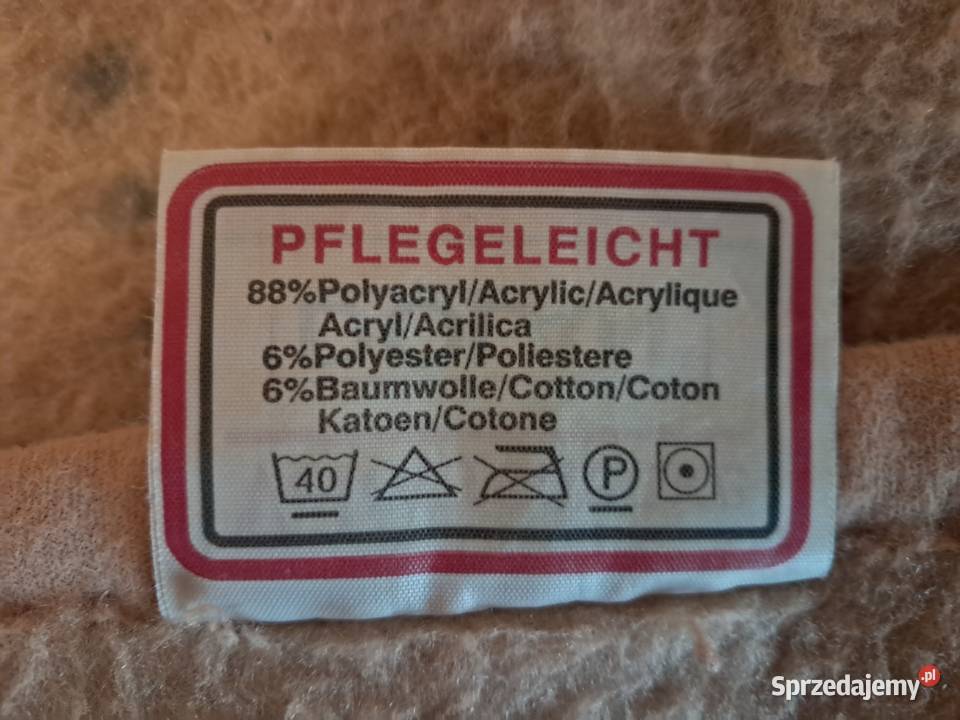 PFLEGELEICHT
88%Polyacryl/Acrylic/Acrylique
Acryl/Acrilica
6%Polyester/Poliestere
6%Baumwolle/Cotton/Coton
Katoen/Cotone
40 P
Sprzedajemy.pl